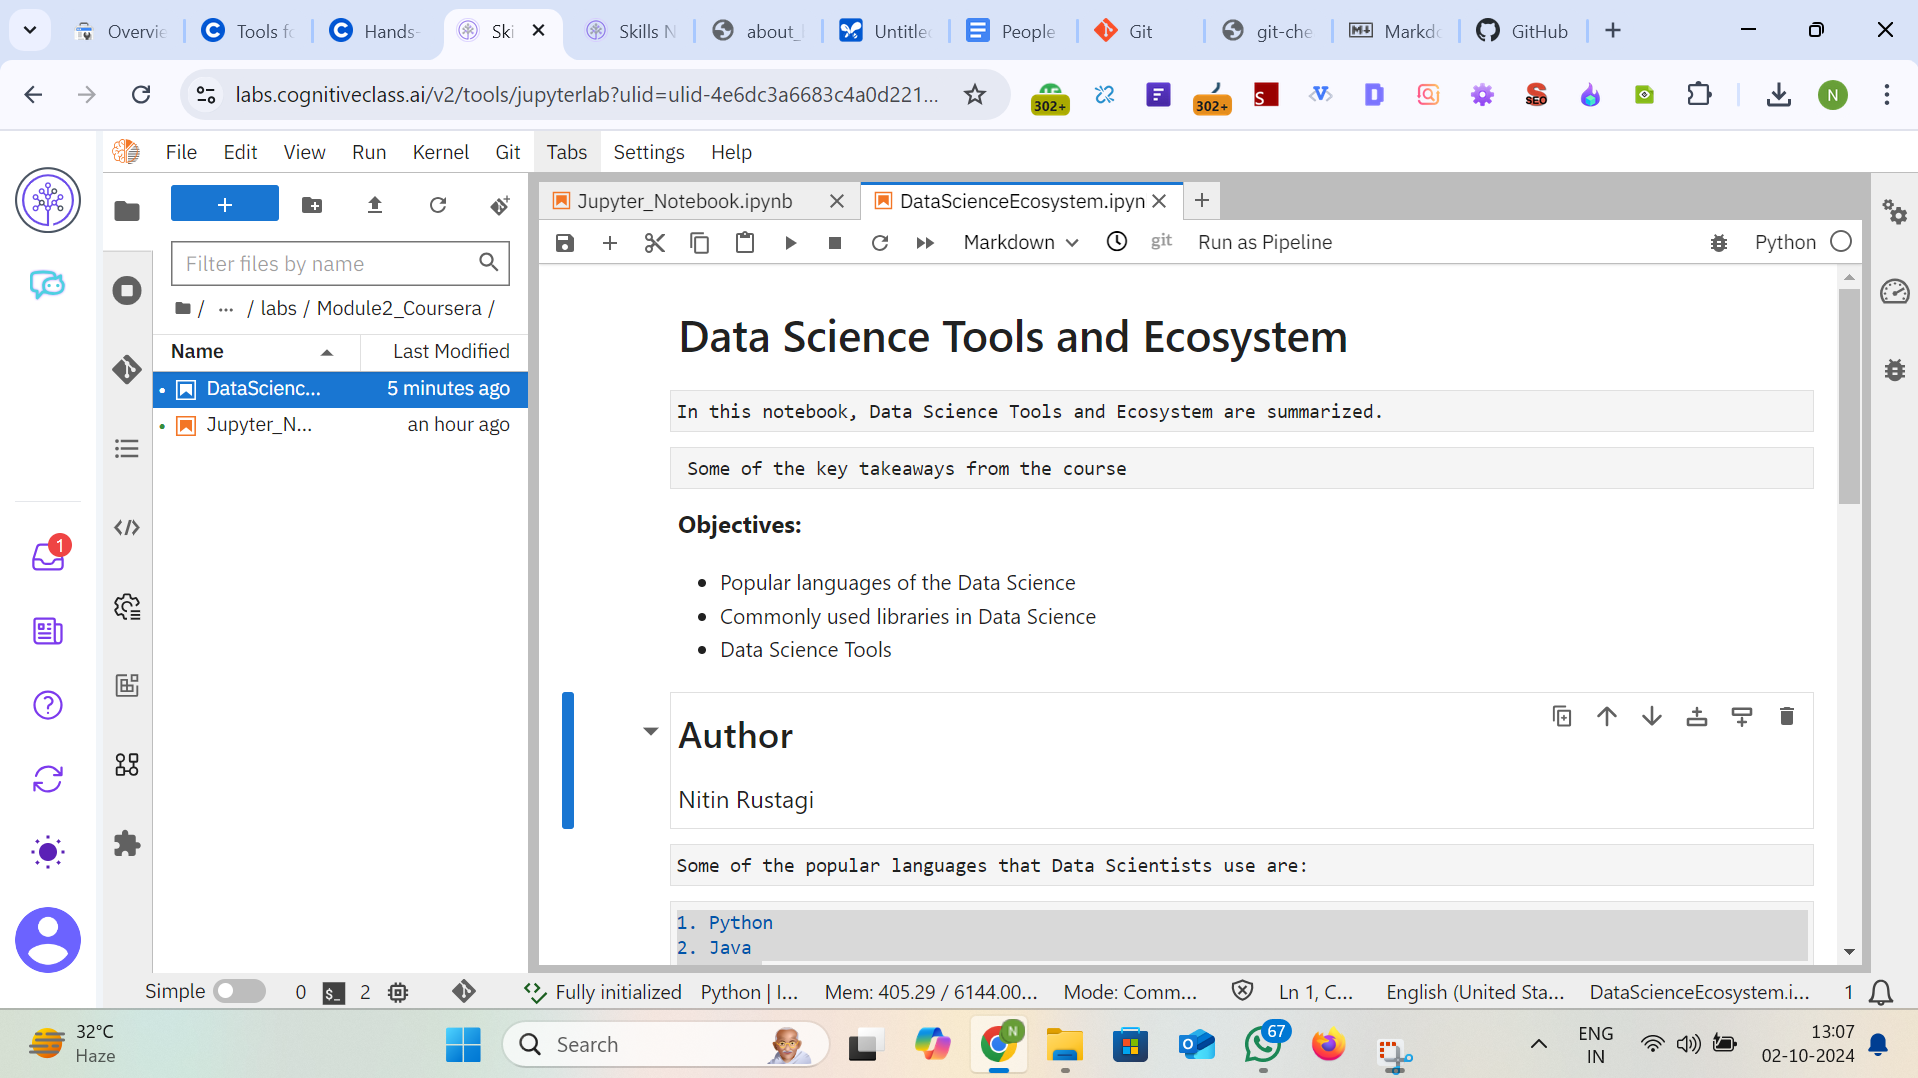 Overvie
Tools fo
Hands-
Ski
Skills N
about_
Untitled
People
Git
git-che
Markdo
GitHub
labs.cognitiveclass.ai/v2/tools/jupyterlab?ulid=ulid-4e6dc3a6683c4a0d221...
302+
302+
SEO
N
File Edit View Run Kernel Git Tabs Settings Help
Jupyter_Notebook.ipynb
DataScienceEcosystem.ipyn
Filter files by name
/ ... / labs / Module2_Coursera /
Name Last Modified
DataScienc... 5 minutes ago
Jupyter_N... an hour ago
Markdown
git
Run as Pipeline
Python
Data Science Tools and Ecosystem
In this notebook, Data Science Tools and Ecosystem are summarized.
Some of the key takeaways from the course
Objectives:
• Popular languages of the Data Science
• Commonly used libraries in Data Science
• Data Science Tools
Author
Nitin Rustagi
Some of the popular languages that Data Scientists use are:
1. Python
2. Java
1
Simple 0 $_ 2 Fully initialized Python | I... Mem: 405.29 / 6144.00... Mode: Comm... Ln 1, C... English (United Sta... DataScienceEcosystem.i... 1
32°C
Haze
Search
N
67
ENG
IN
13:07
02-10-2024